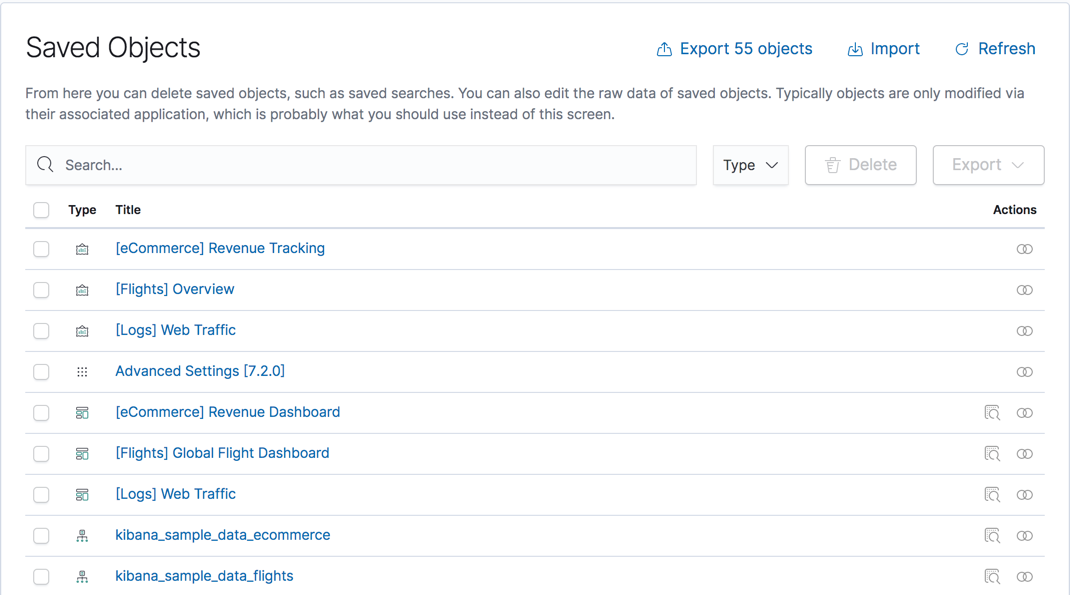 Saved Objects
Export 55 objects
Import
Refresh
From here you can delete saved objects, such as saved searches. You can also edit the raw data of saved objects. Typically objects are only modified via
their associated application, which is probably what you should use instead of this screen.
Search...
Type
Delete
Export
Type Title Actions
[eCommerce] Revenue Tracking
[Flights] Overview
[Logs] Web Traffic
Advanced Settings [7.2.0]
[eCommerce] Revenue Dashboard
[Flights] Global Flight Dashboard
[Logs] Web Traffic
kibana_sample_data_ecommerce
kibana_sample_data_flights